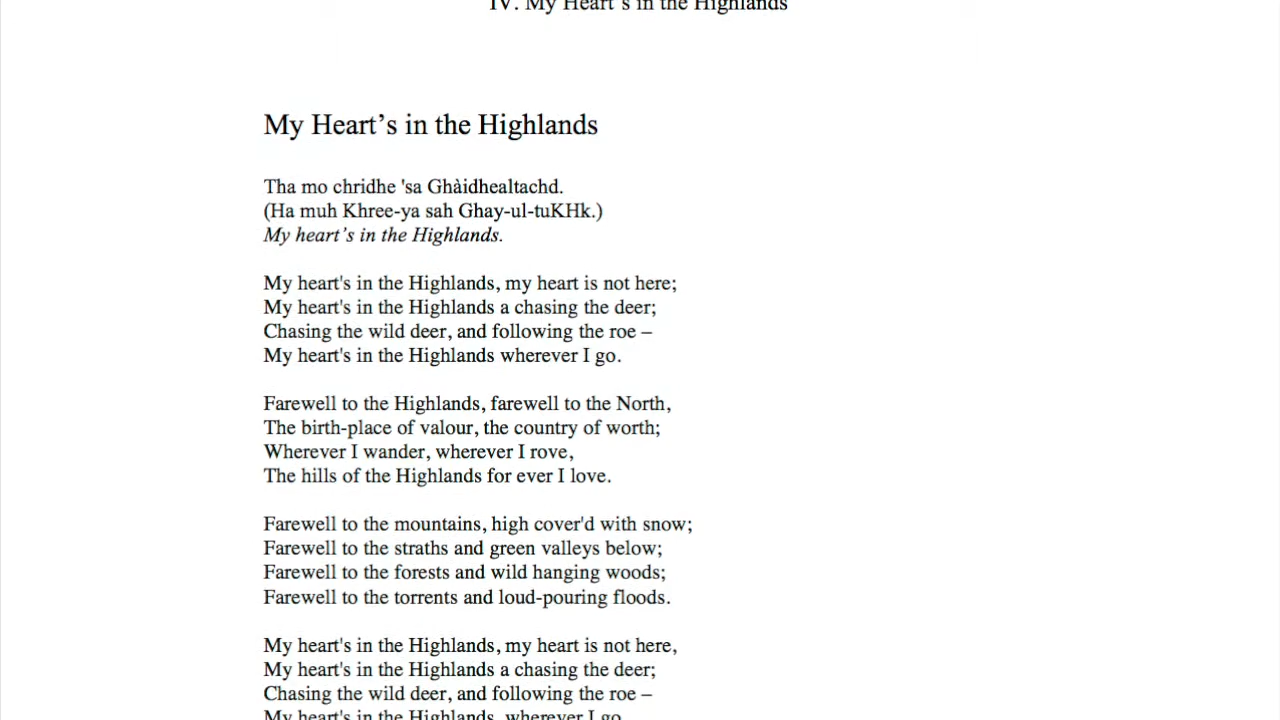 IV. My Heart's in the Highlands
My Heart’s in the Highlands
Tha mo chridhe 'sa Ghàidhealtachd.
(Ha muh Khree-ya sah Ghay-ul-tuKHk.)
My heart’s in the Highlands.
My heart's in the Highlands, my heart is not here;
My heart's in the Highlands a chasing the deer;
Chasing the wild deer, and following the roe –
My heart's in the Highlands wherever I go.
Farewell to the Highlands, farewell to the North,
The birth-place of valour, the country of worth;
Wherever I wander, wherever I rove,
The hills of the Highlands for ever I love.
Farewell to the mountains, high cover'd with snow;
Farewell to the straths and green valleys below;
Farewell to the forests and wild hanging woods;
Farewell to the torrents and loud-pouring floods.
My heart's in the Highlands, my heart is not here,
My heart's in the Highlands a chasing the deer;
Chasing the wild deer, and following the roe –
My heart's in the Highlands, wherever I go